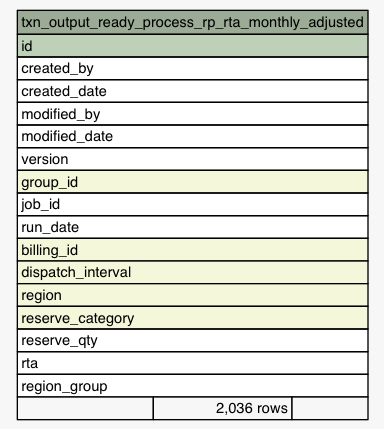 txn_output_ready_process_rp_rta_monthly_adjusted
id
created_by
created_date
modified_by
modified_date
version
group_id
job_id
run_date
billing_id
dispatch_interval
region
reserve_category
reserve_qty
rta
region_group
2,036 rows